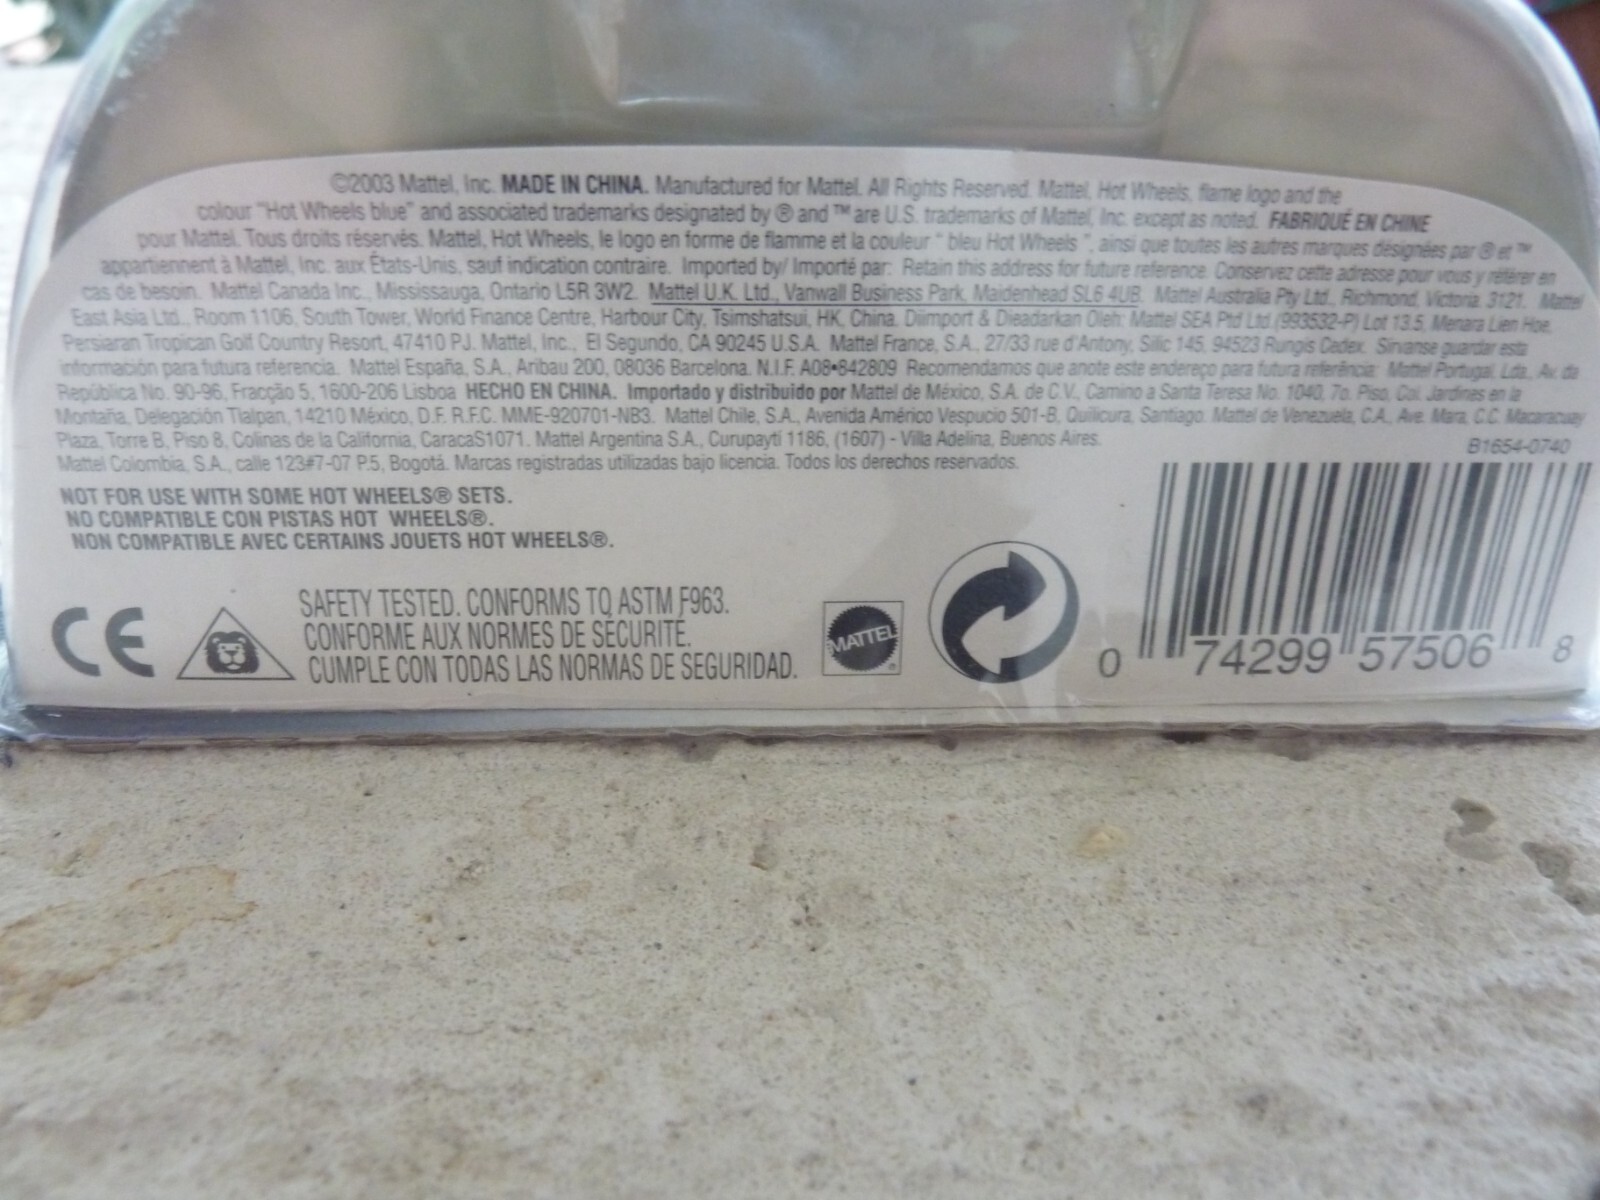 ©2003 Mattel, Inc. MADE IN CHINA. Manufactured for Mattel. All Rights Reserved. Mattel, Hot Wheels, flame logo and the
colour "Hot Wheels blue" and associated trademarks designated by ® and ™ are U.S. trademarks of Mattel, Inc. except as noted. FABRIQUÉ EN CHINE
pour Mattel. Tous droits réservés. Mattel, Hot Wheels, le logo en forme de flamme et la couleur " bleu Hot Wheels ", ainsi que toutes les autres marques désignées par ® et ™
appartiennent à Mattel, Inc. aux États-Unis, sauf indication contraire. Imported by/ Importé par: Retain this address for future reference. Conservez cette adresse pour vous y référer en
cas de besoin. Mattel Canada Inc., Mississauga, Ontario L5R 3W2. Mattel U.K. Ltd., Vanwall Business Park, Maidenhead SL6 4UB. Mattel Australia Pty Ltd., Richmond, Victoria. 3121. Mattel
East Asia Ltd., Room 1106, South Tower, World Finance Centre, Harbour City, Tsimshatsui, HK, China. Diimport & Dieadarkan Oleh: Mattel SEA Ptd Ltd.(993532-P) Lot 13.5, Menara Lien Hoe,
Persiaran Tropican Golf Country Resort, 47410 PJ. Mattel, Inc., El Segundo, CA 90245 U.S.A. Mattel France, S.A., 27/33 rue d'Antony, Silic 145, 94523 Rungis Cedex. Sirvanse guardar esta
información para futura referencia. Mattel España, S.A., Aribau 200, 08036 Barcelona. N.I.F. A08•842809 Recomendamos que anote este endereço para futura referência: Mattel Portugal, Lda., Av. da
República No. 90-96, Fracção 5, 1600-206 Lisboa HECHO EN CHINA. Importado y distribuido por Mattel de México, S.A. de C.V., Camino a Santa Teresa No. 1040, 7o. Piso, Col. Jardines en la
Montaña, Delegación Tlalpan, 14210 México, D.F. R.F.C. MME-920701-NB3. Mattel Chile, S.A., Avenida Américo Vespucio 501-B, Quilicura, Santiago. Mattel de Venezuela, C.A., Ave. Mara, C.C. Macaracuay
Plaza, Torre B, Piso 8, Colinas de la California, CaracaS1071. Mattel Argentina S.A., Curupaytí 1186, (1607) - Villa Adelina, Buenos Aires.
Mattel Colombia, S.A., calle 123#7-07 P.5, Bogotá. Marcas registradas utilizadas bajo licencia. Todos los derechos reservados.
B1654-0740
NOT FOR USE WITH SOME HOT WHEELS® SETS.
NO COMPATIBLE CON PISTAS HOT WHEELS®.
NON COMPATIBLE AVEC CERTAINS JOUETS HOT WHEELS®.
CE
SAFETY TESTED. CONFORMS TO ASTM F963.
CONFORME AUX NORMES DE SÉCURITÉ.
CUMPLE CON TODAS LAS NORMAS DE SEGURIDAD.
MATTEL ®
0 74299 57506 8